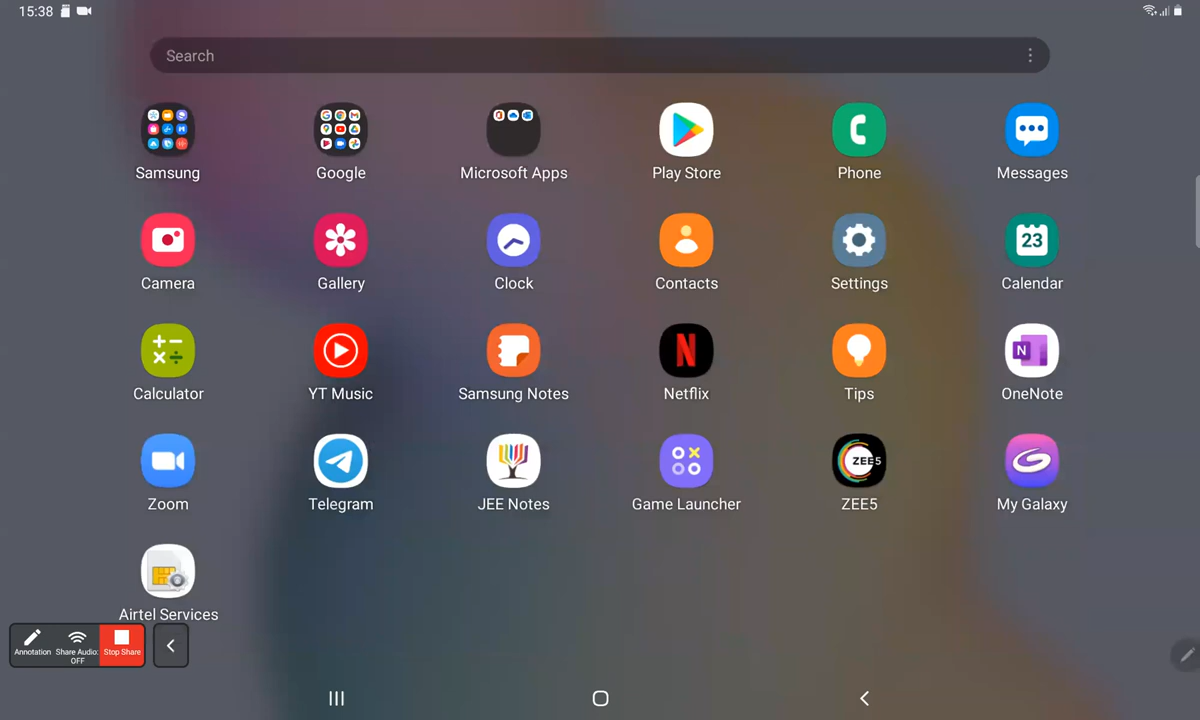 15:38
Search
Samsung Google Microsoft Apps Play Store Phone Messages
23
Camera Gallery Clock Contacts Settings Calendar
N N
Calculator YT Music Samsung Notes Netflix Tips OneNote
ZEE5
Zoom Telegram JEE Notes Game Launcher ZEE5 My Galaxy
Airtel Services
Annotation Share Audio: Stop Share
OFF